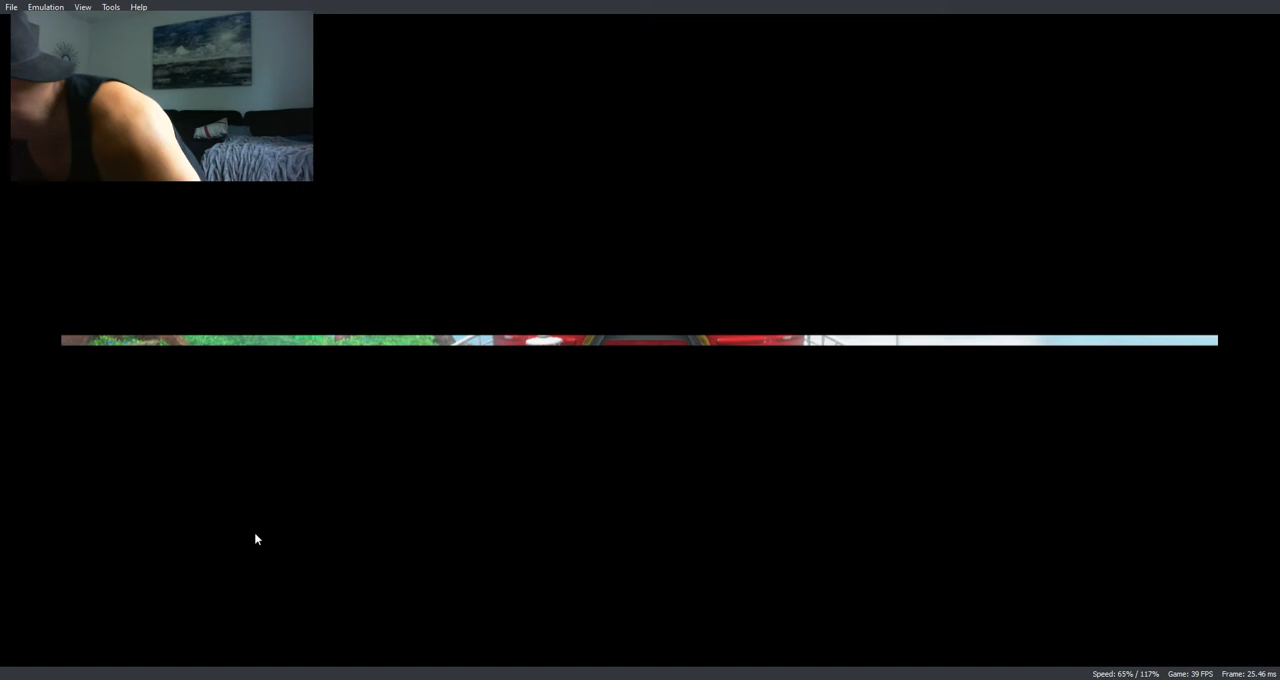 File Emulation View Tools Help
Speed: 65% / 117% Game: 39 FPS Frame: 25.46 ms